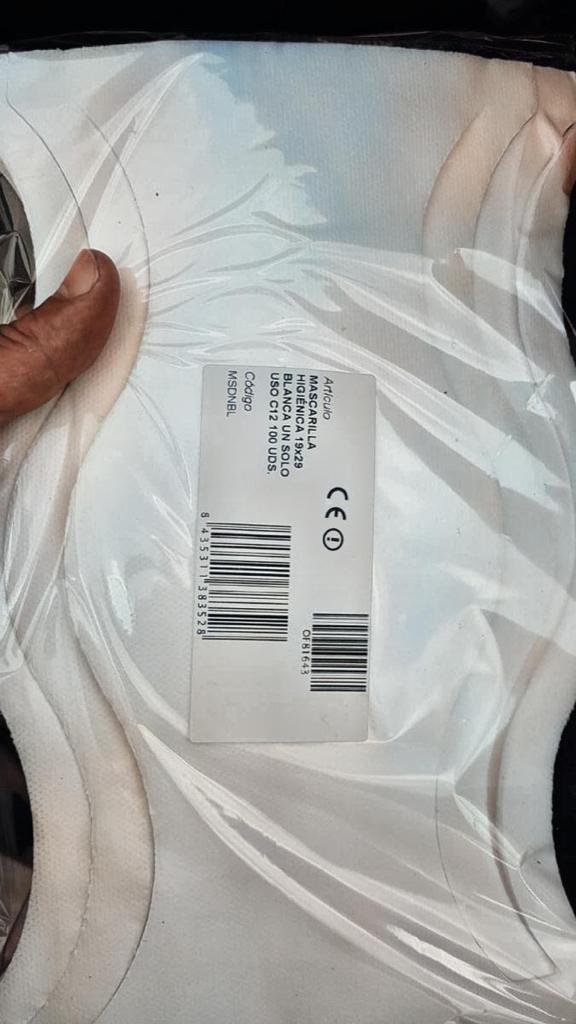 Artículo
MASCARILLA
HIGIÉNICA 19x29
BLANCA UN SOLO
USO C12 100 UDS.
Código
MSDNBL
CE
OF81643
8 435311 383528